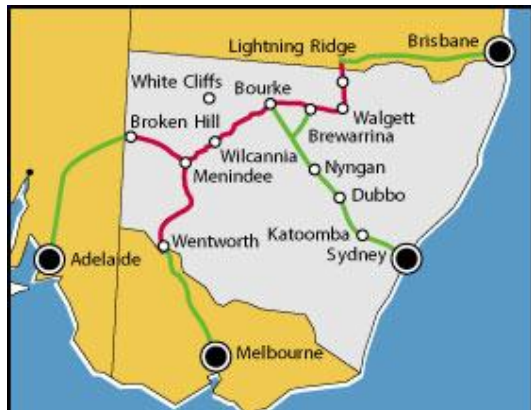 Lightning Ridge
Brisbane
White Cliffs
Bourke
Broken Hill
Walgett
Brewarrina
Wilcannia
Menindee
Nyngan
Dubbo
Katoomba
Wentworth
Sydney
Adelaide
Melbourne